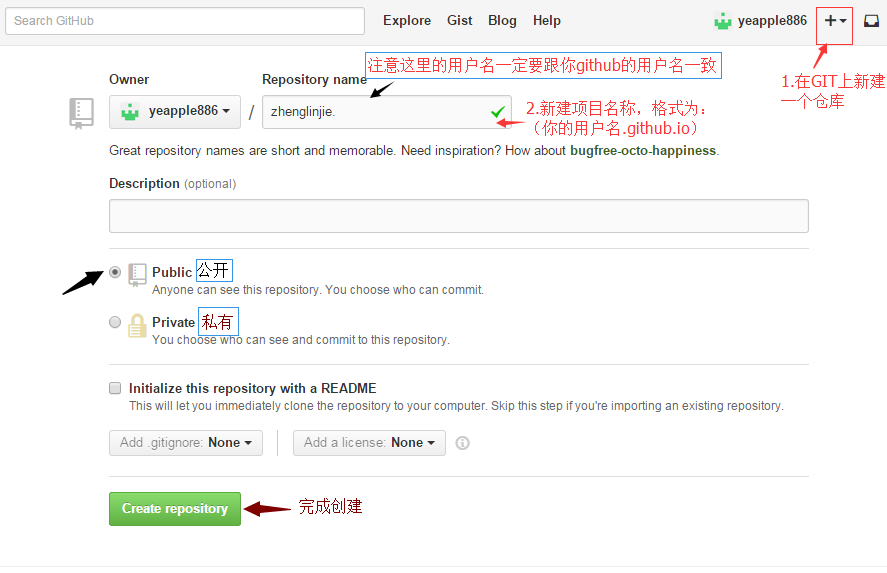 Search GitHub
Explore Gist Blog Help
yeapple886
注意这里的用户名一定要跟你github的用户名一致
1.在GIT上新建
一个仓库
Owner
Repository name
yeapple886
/
zhenglinjie.
2.新建项目名称，格式为：
（你的用户名.github.io）
Great repository names are short and memorable. Need inspiration? How about bugfree-octo-happiness.
Description (optional)
Public 公开
Anyone can see this repository. You choose who can commit.
Private 私有
You choose who can see and commit to this repository.
Initialize this repository with a README
This will let you immediately clone the repository to your computer. Skip this step if you're importing an existing repository.
Add .gitignore: None
Add a license: None
Create repository
完成创建